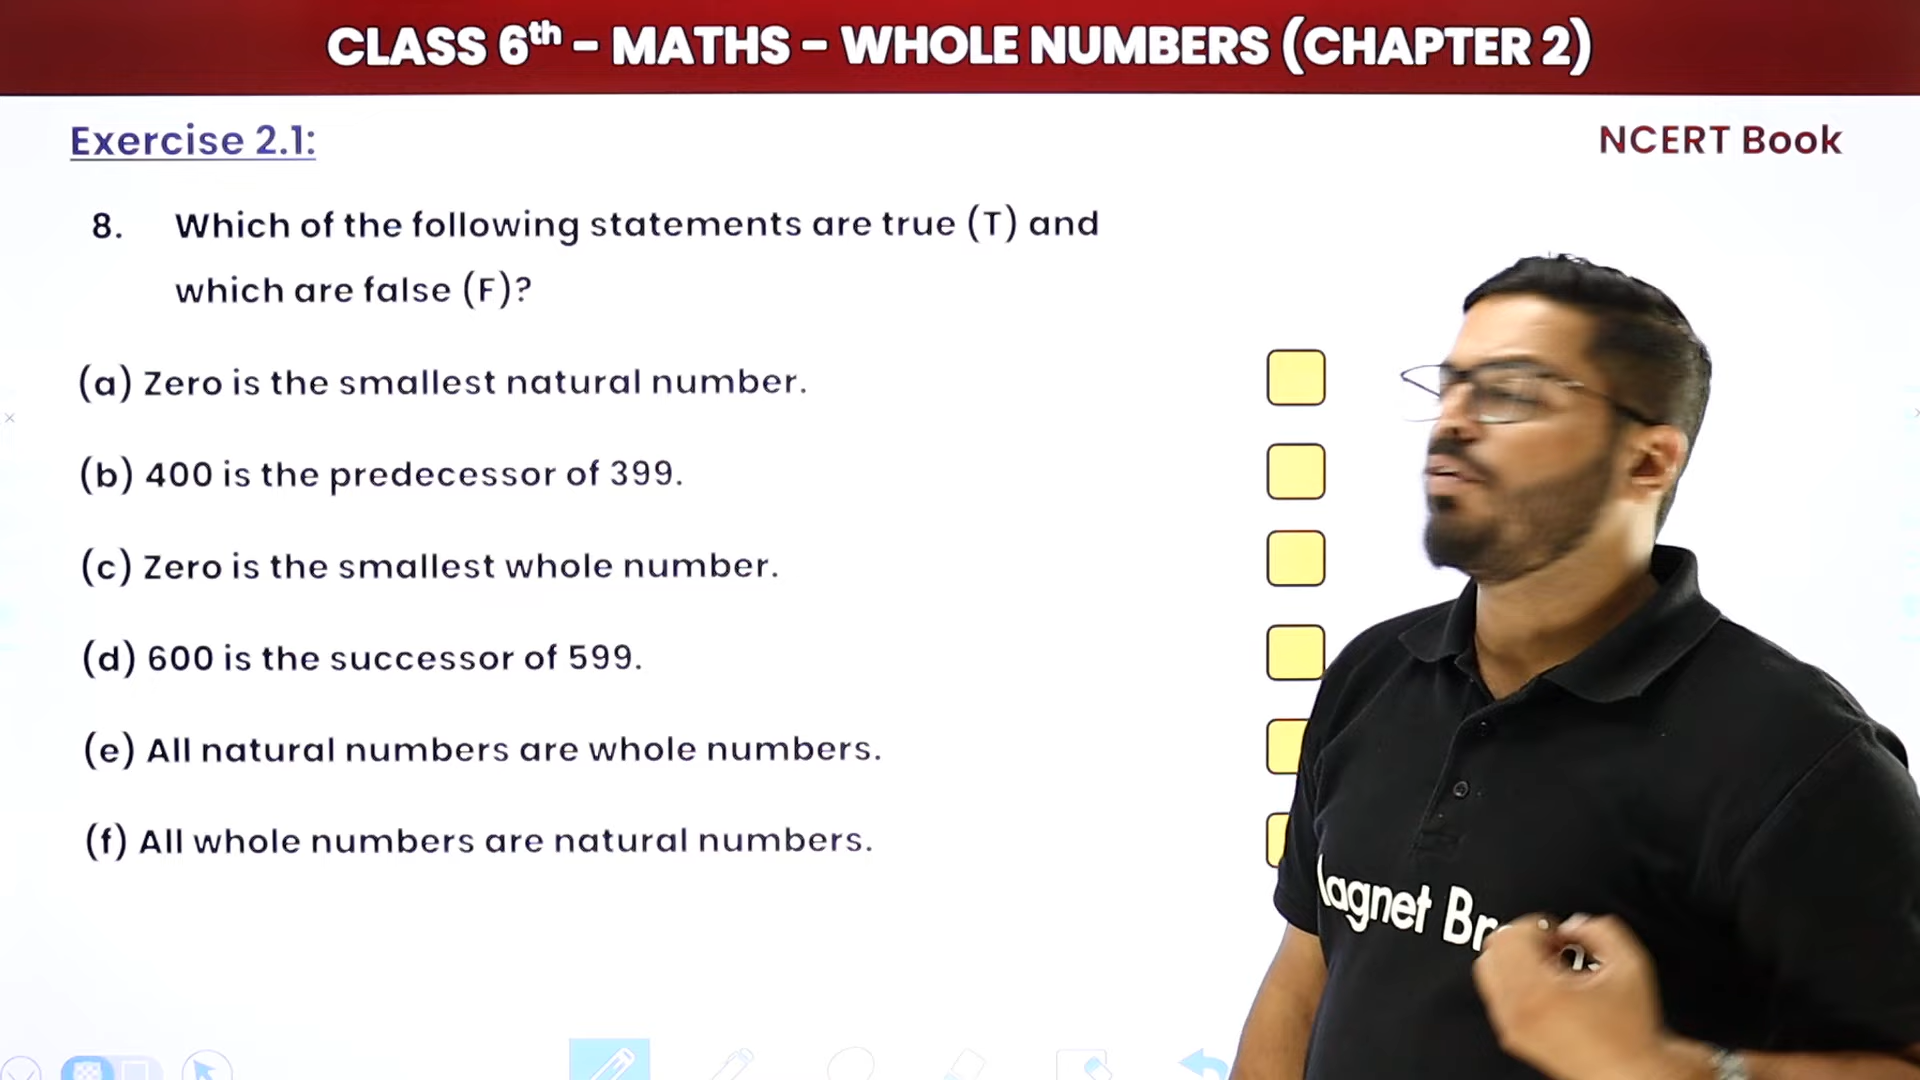 CLASS 6th - MATHS - WHOLE NUMBERS (CHAPTER 2)
Exercise 2.1:
NCERT Book
8. Which of the following statements are true (T) and
which are false (F)?
(a) Zero is the smallest natural number.
(b) 400 is the predecessor of 399.
(c) Zero is the smallest whole number.
(d) 600 is the successor of 599.
(e) All natural numbers are whole numbers.
(f) All whole numbers are natural numbers.